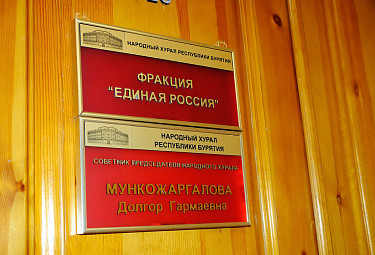 НАРОДНЫЙ ХУРАЛ РЕСПУБЛИКИ БУРЯТИЯ
ФРАКЦИЯ
"ЕДИНАЯ РОССИЯ"
НАРОДНЫЙ ХУРАЛ
РЕСПУБЛИКИ БУРЯТИЯ
СОВЕТНИК ПРЕДСЕДАТЕЛЯ НАРОДНОГО ХУРАЛА
МУНКОЖАРГАЛОВА
Долгор Гармаевна